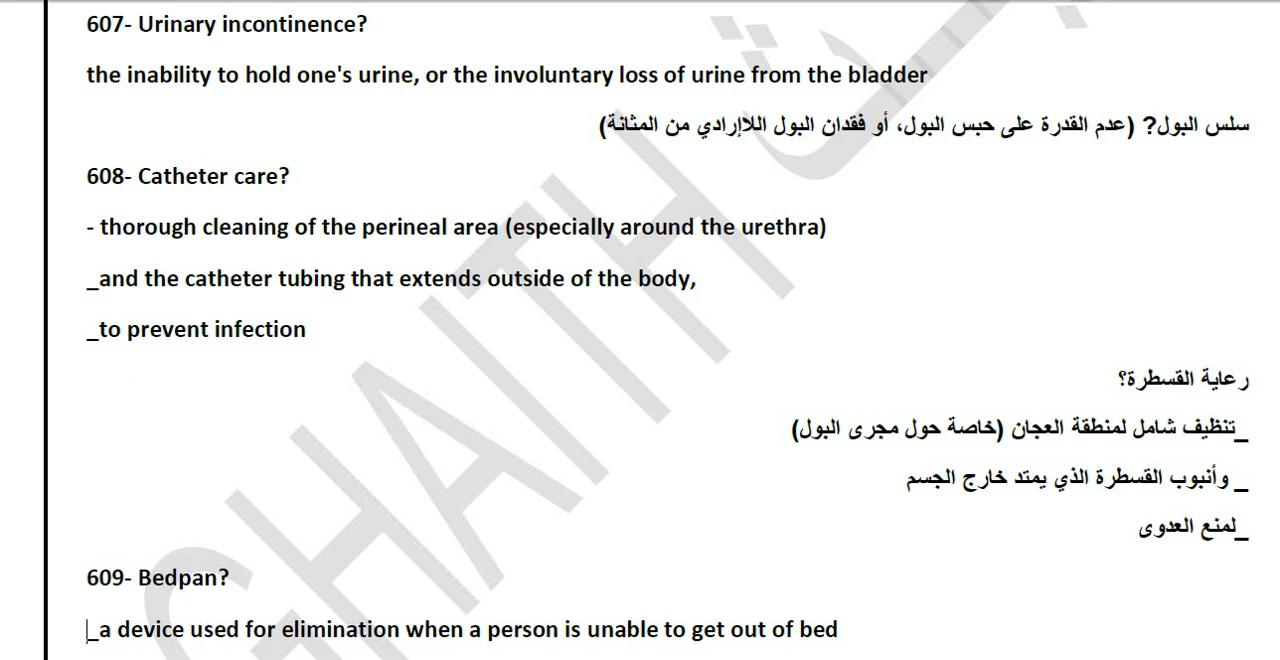 607- Urinary incontinence?
the inability to hold one's urine, or the involuntary loss of urine from the bladder
سلس البول? (عدم القدرة على حبس البول، أو فقدان البول اللاإرادي من المثانة)
608- Catheter care?
- thorough cleaning of the perineal area (especially around the urethra)
_and the catheter tubing that extends outside of the body,
_to prevent infection
رعاية القسطرة؟
_تنظيف شامل لمنطقة العجان (خاصة حول مجرى البول)
_ وأنبوب القسطرة الذي يمتد خارج الجسم
_لمنع العدوى
609- Bedpan?
_a device used for elimination when a person is unable to get out of bed
GHAITH